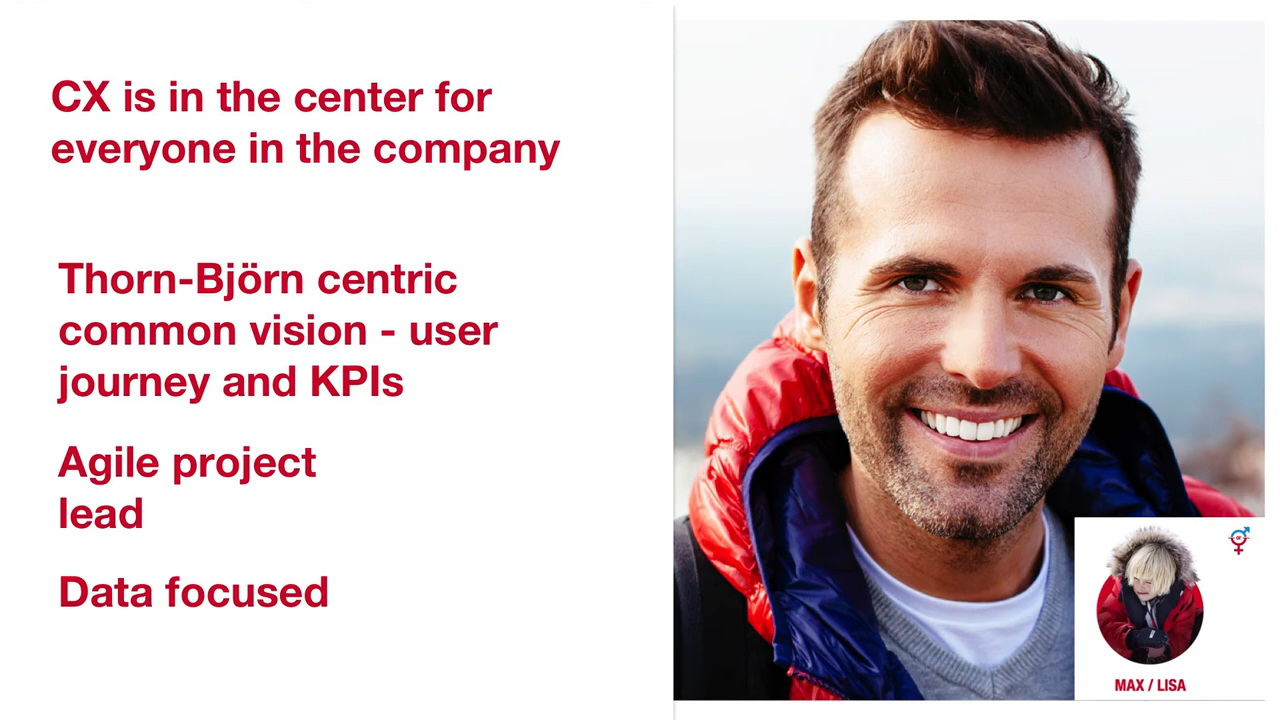 CX is in the center for
everyone in the company
Thorn-Björn centric
common vision - user
journey and KPIs
Agile project
lead
Data focused
or
MAX / LISA